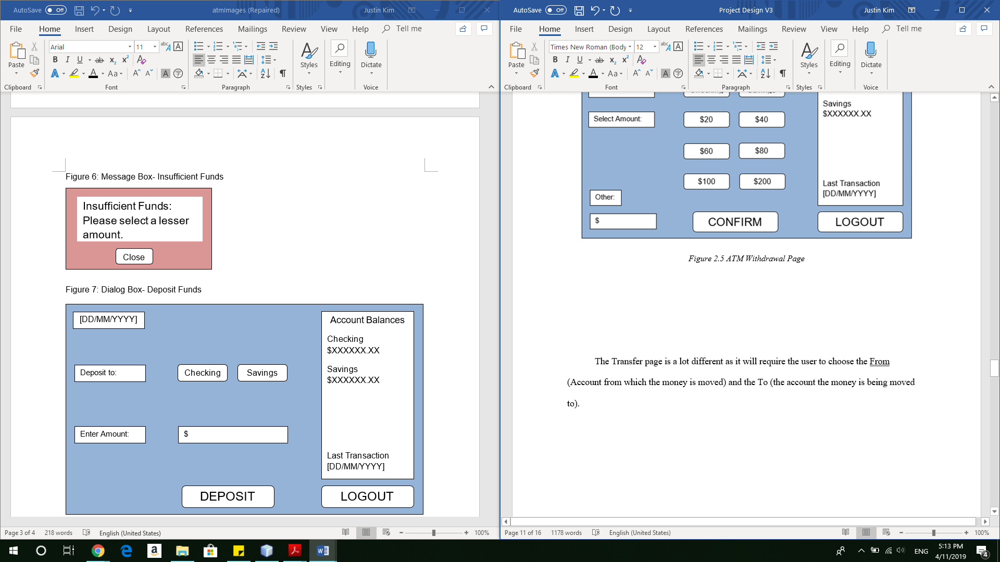 AutoSave Off atmImages (Repaired) Justin Kim
File Home Insert Design Layout References Mailings Review View Help Tell me
Arial 11
Paste Styles Editing Dictate
Clipboard Font Paragraph Styles Voice
Figure 6: Message Box- Insufficient Funds
Insufficient Funds:
Please select a lesser
amount.
Close
Figure 7: Dialog Box- Deposit Funds
[DD/MM/YYYY]
Account Balances
Checking
$XXXXXX.XX
Savings
$XXXXXX.XX
Deposit to: Checking Savings
Enter Amount: $
Last Transaction
[DD/MM/YYYY]
DEPOSIT LOGOUT
Page 3 of 4 218 words English (United States) 100%
AutoSave Off Project Design V3 Justin Kim
File Home Insert Design Layout References Mailings Review View Help Tell me
Times New Roman (Body 12
Paste Styles Editing Dictate
Clipboard Font Paragraph Styles Voice
Savings
$XXXXXX.XX
Select Amount: $20 $40
$60 $80
$100 $200
Last Transaction
[DD/MM/YYYY]
Other:
$
CONFIRM LOGOUT
Figure 2.5 ATM Withdrawal Page
The Transfer page is a lot different as it will require the user to choose the From
(Account from which the money is moved) and the To (the account the money is being moved
to).
Page 11 of 16 1178 words English (United States) 100%
ENG 5:13 PM
4/11/2019 4